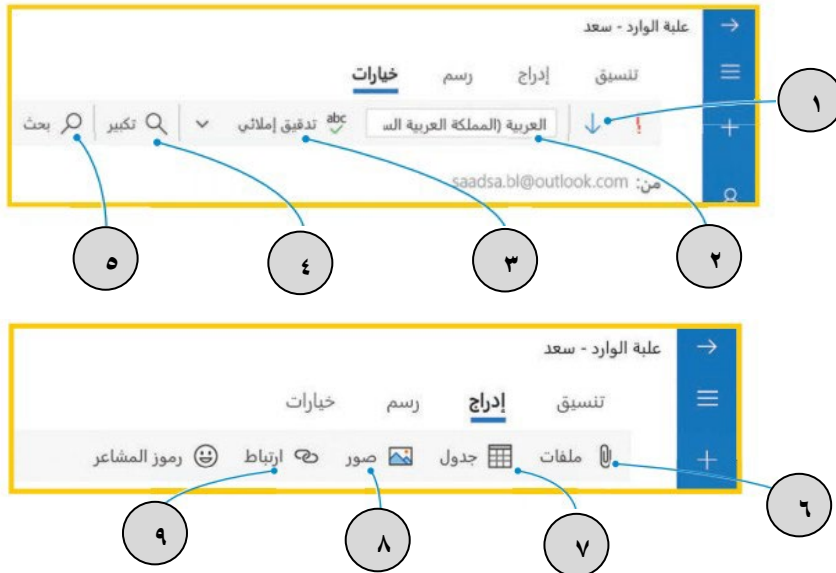 علبة الوارد - سعد
تنسيق إدراج رسم خيارات
! العربية (المملكة العربية الس abc تدقيق إملائي تكبير بحث
من: saadsa.bl@outlook.com
١
٢
٣
٤
٥
علبة الوارد - سعد
تنسيق إدراج رسم خيارات
ملفات جدول صور ارتباط رموز المشاعر
٦
٧
٨
٩